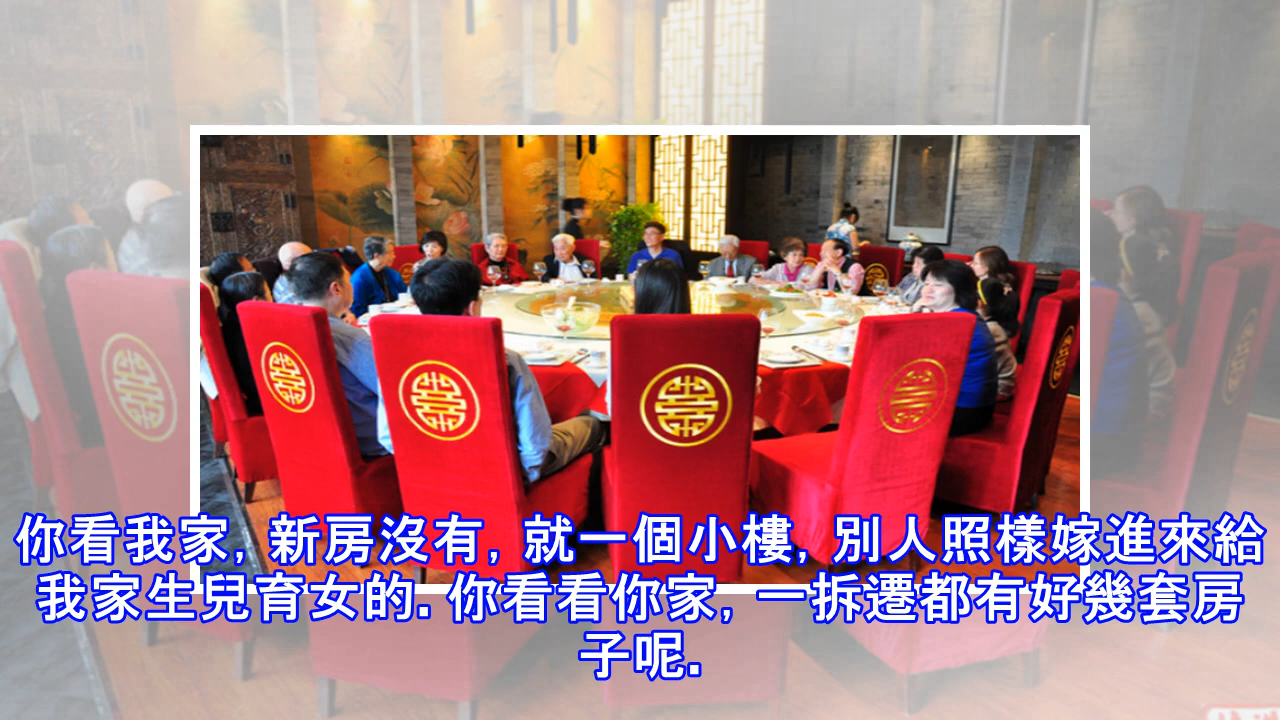 你看我家, 新房沒有, 就一個小樓, 別人照樣嫁進來給
我家生兒育女的. 你看看你家, 一拆遷都有好幾套房
子呢.